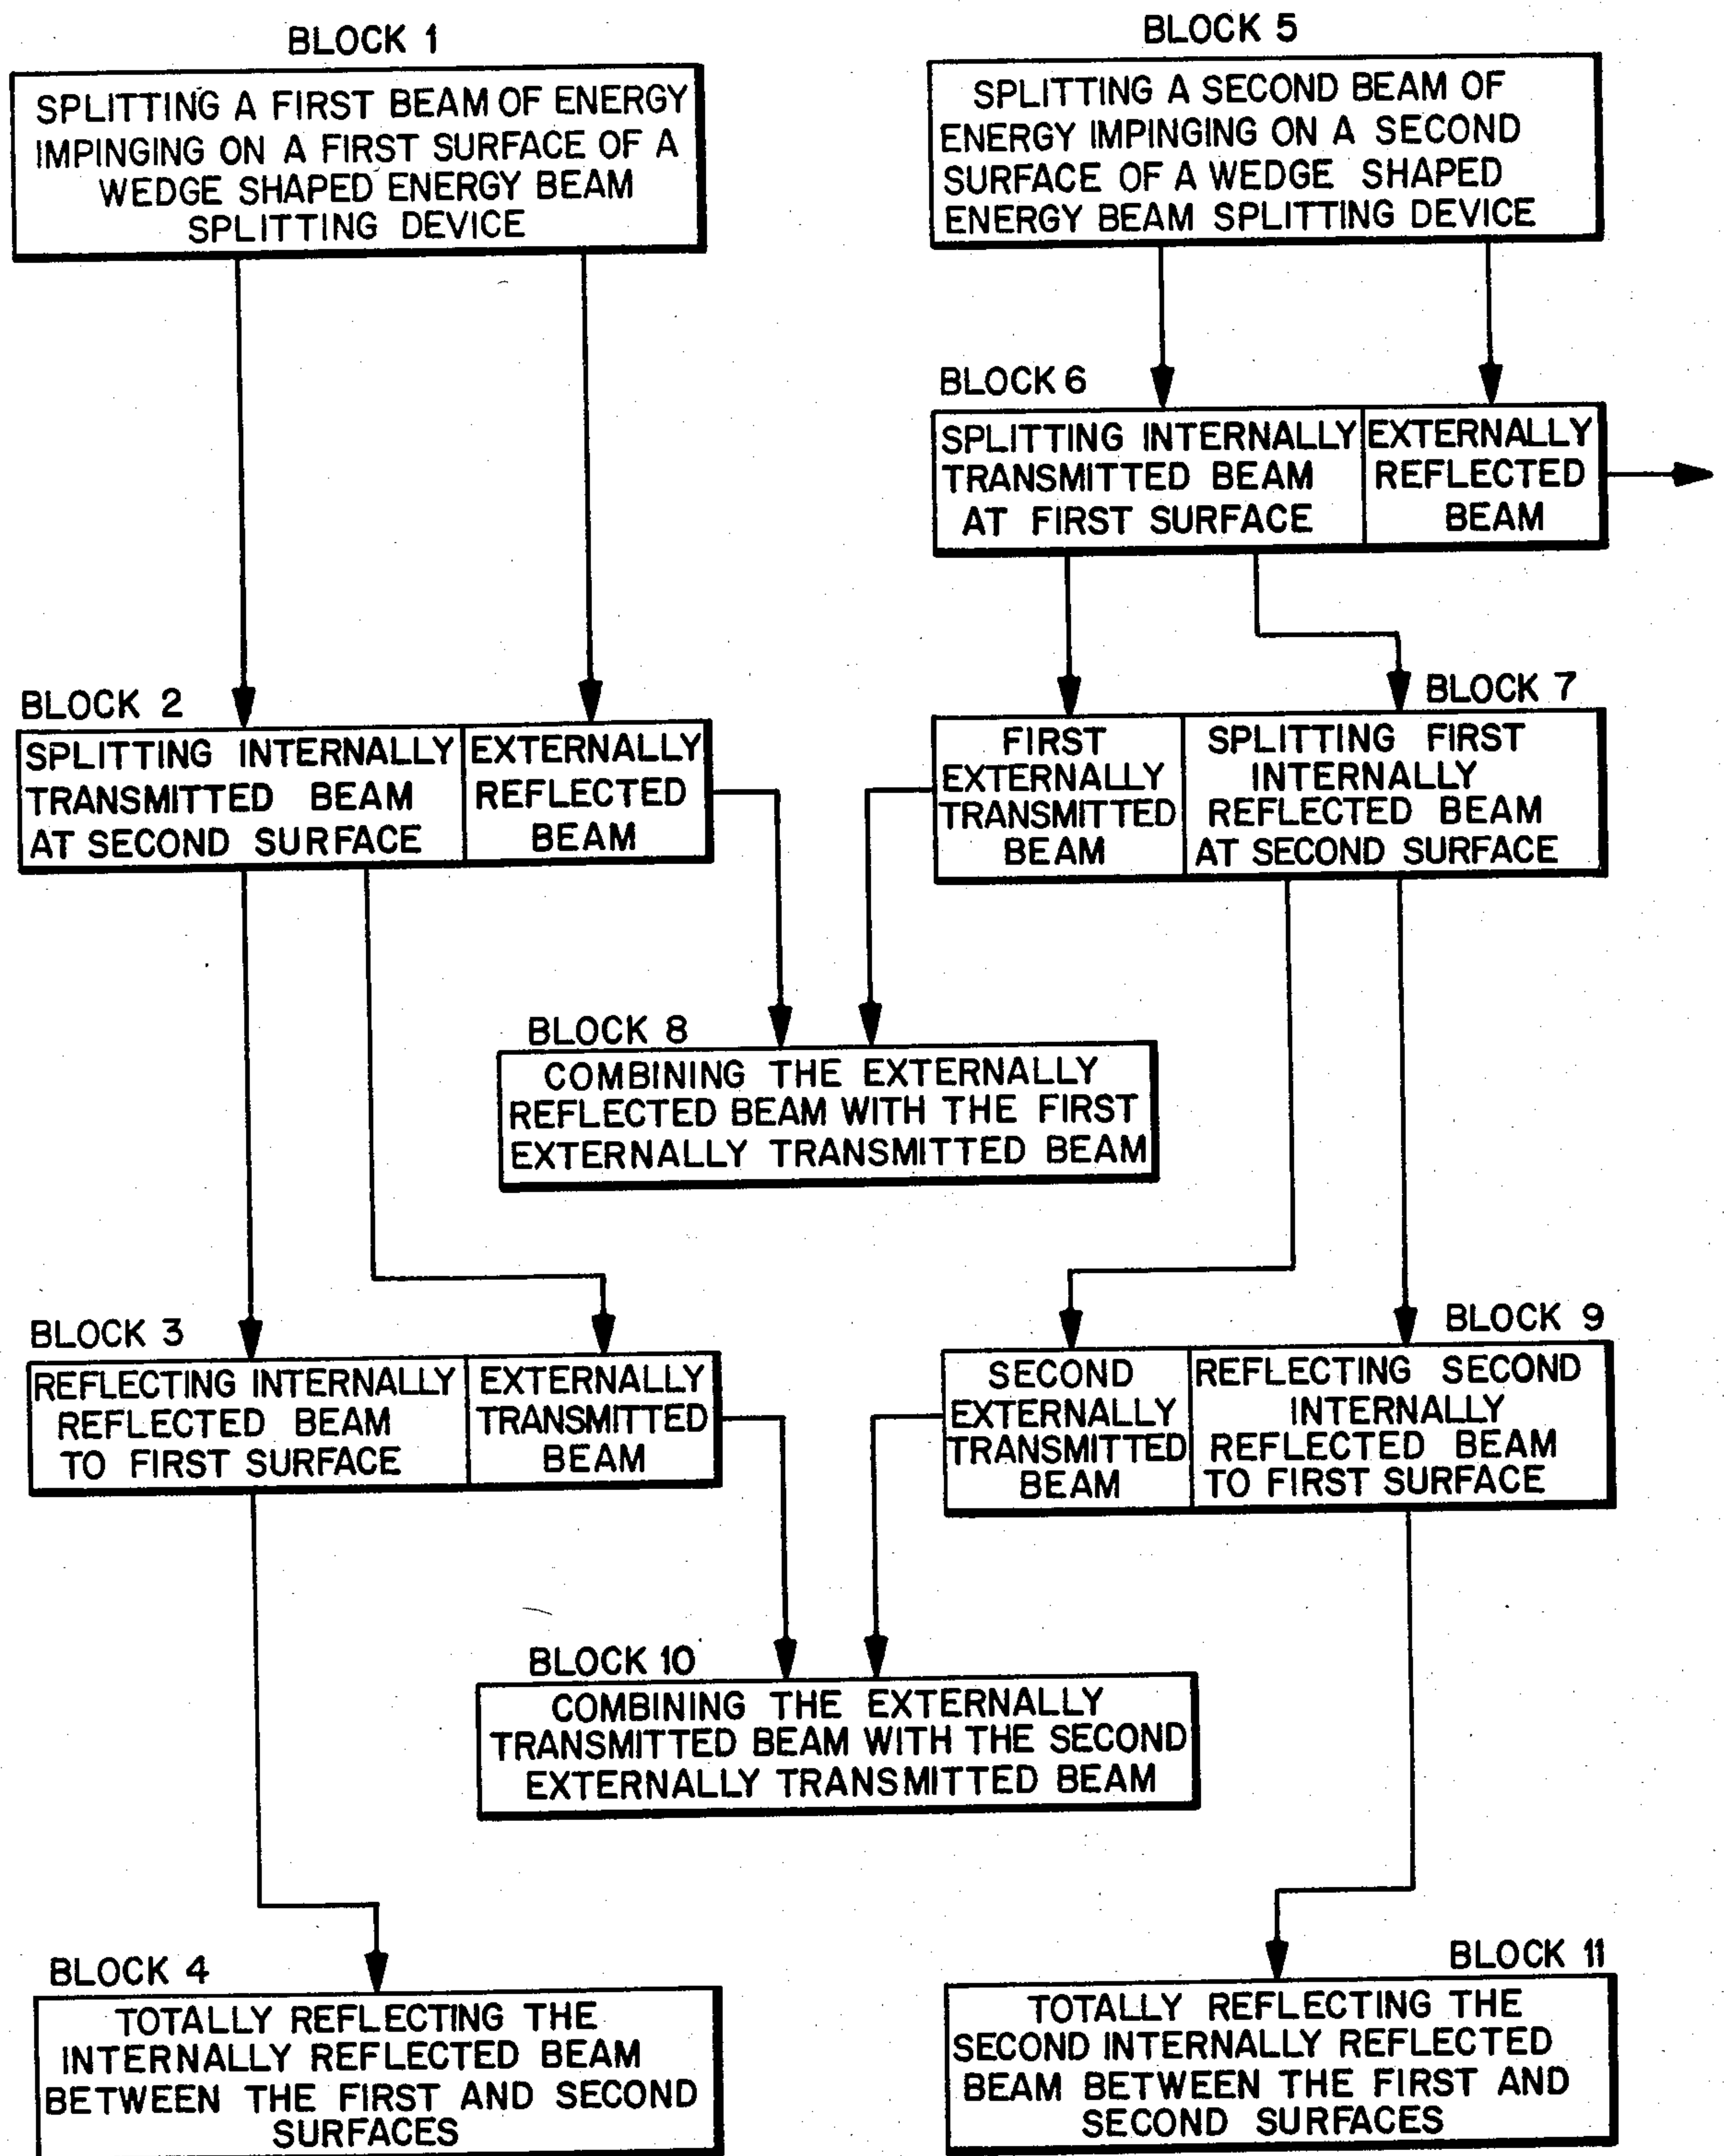 BLOCK 1
SPLITTING A FIRST BEAM OF ENERGY
IMPINGING ON A FIRST SURFACE OF A
WEDGE SHAPED ENERGY BEAM
SPLITTING DEVICE
BLOCK 5
SPLITTING A SECOND BEAM OF
ENERGY IMPINGING ON A SECOND
SURFACE OF A WEDGE SHAPED
ENERGY BEAM SPLITTING DEVICE
BLOCK 6
SPLITTING INTERNALLY
TRANSMITTED BEAM
AT FIRST SURFACE
EXTERNALLY
REFLECTED
BEAM
BLOCK 2
SPLITTING INTERNALLY
TRANSMITTED BEAM
AT SECOND SURFACE
EXTERNALLY
REFLECTED
BEAM
BLOCK 7
FIRST
EXTERNALLY
TRANSMITTED
BEAM
SPLITTING FIRST
INTERNALLY
REFLECTED BEAM
AT SECOND SURFACE
BLOCK 8
COMBINING THE EXTERNALLY
REFLECTED BEAM WITH THE FIRST
EXTERNALLY TRANSMITTED BEAM
BLOCK 3
REFLECTING INTERNALLY
REFLECTED BEAM
TO FIRST SURFACE
EXTERNALLY
TRANSMITTED
BEAM
BLOCK 9
SECOND
EXTERNALLY
TRANSMITTED
BEAM
REFLECTING SECOND
INTERNALLY
REFLECTED BEAM
TO FIRST SURFACE
BLOCK 10
COMBINING THE EXTERNALLY
TRANSMITTED BEAM WITH THE SECOND
EXTERNALLY TRANSMITTED BEAM
BLOCK 4
TOTALLY REFLECTING THE
INTERNALLY REFLECTED BEAM
BETWEEN THE FIRST AND SECOND
SURFACES
BLOCK 11
TOTALLY REFLECTING THE
SECOND INTERNALLY REFLECTED
BEAM BETWEEN THE FIRST AND
SECOND SURFACES